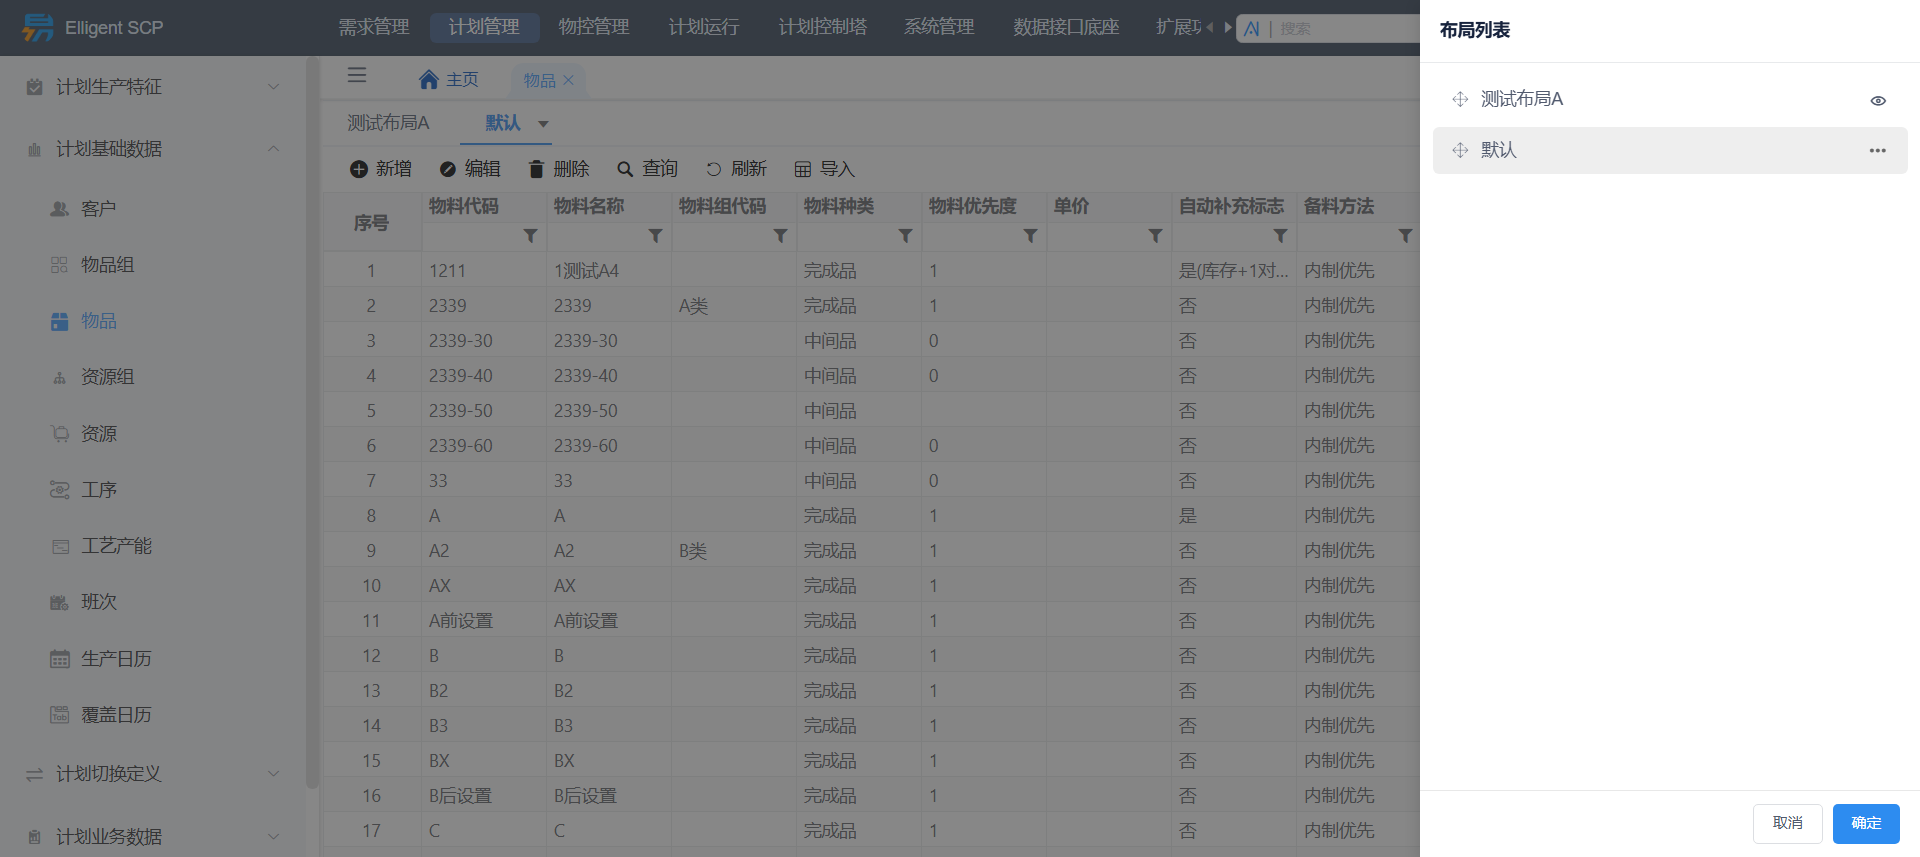 Elligent SCP
需求管理 计划管理 物控管理 计划运行 计划控制塔 系统管理 数据接口底座 扩展 AI | 搜索
计划生产特征
计划基础数据
客户
物品组
物品
资源组
资源
工序
工艺产能
班次
生产日历
覆盖日历
计划切换定义
计划业务数据
主页 物品 ×
测试布局A 默认
新增 编辑 删除 查询 刷新 导入
序号 物料代码 物料名称 物料组代码 物料种类 物料优先度 单价 自动补充标志 备料方法
1 1211 1测试A4 完成品 1 是(库存+1对... 内制优先
2 2339 2339 A类 完成品 1 否 内制优先
3 2339-30 2339-30 中间品 0 否 内制优先
4 2339-40 2339-40 中间品 0 否 内制优先
5 2339-50 2339-50 中间品 否 内制优先
6 2339-60 2339-60 中间品 0 否 内制优先
7 33 33 中间品 0 否 内制优先
8 A A 完成品 1 是 内制优先
9 A2 A2 B类 完成品 1 否 内制优先
10 AX AX 完成品 1 否 内制优先
11 A前设置 A前设置 完成品 1 否 内制优先
12 B B 完成品 1 否 内制优先
13 B2 B2 完成品 1 否 内制优先
14 B3 B3 完成品 1 否 内制优先
15 BX BX 完成品 1 否 内制优先
16 B后设置 B后设置 完成品 1 否 内制优先
17 C C 完成品 1 否 内制优先
布局列表
测试布局A
默认
取消 确定